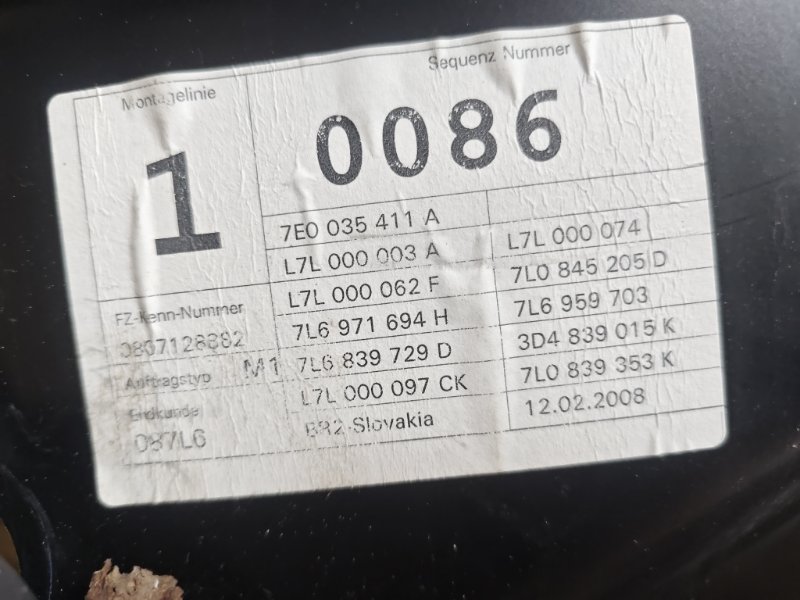 Montagelinie
Sequenz Nummer
1
0086
7E0 035 411 A
L7L 000 003 A
L7L 000 074
L7L 000 062 F
7L0 845 205 D
FZ-Kenn-Nummer
7L6 971 694 H
7L6 959 703
0807128382
M1
7L6 839 729 D
3D4 839 015 K
Auftragstyp
L7L 000 097 CK
7L0 839 353 K
Endkunde
BR2-Slovakia
12.02.2008
087L6